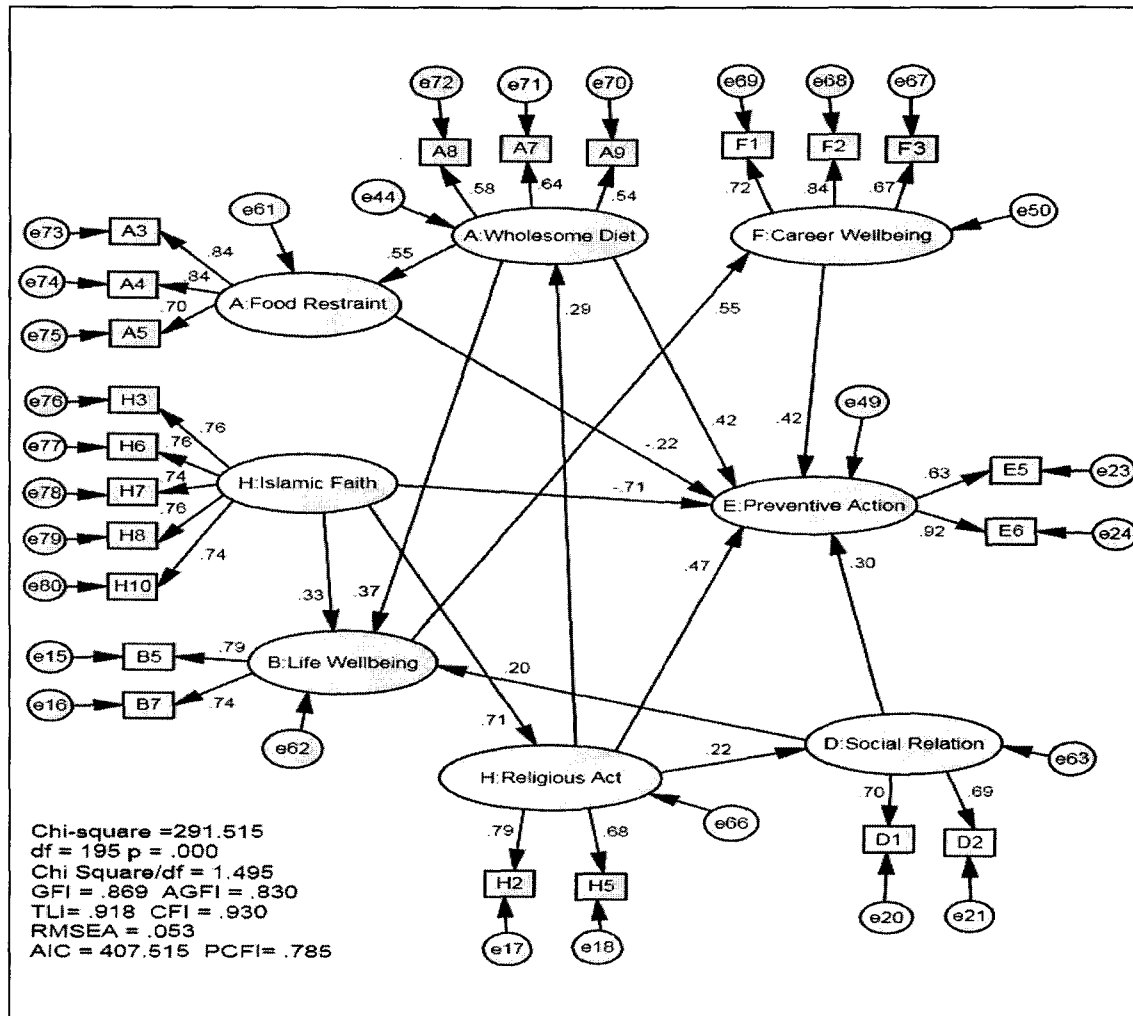 e72
e71
e70
e69
e68
e67
A8
A7
A9
F1
F2
F3
.58
.64
.54
.72
.84
.67
e61
e44
e50
e73
A3
A:Wholesome Diet
F:Career Wellbeing
.84
.55
e74
A4
.84
A:Food Restraint
.29
.55
e75
A5
.70
e76
H3
.76
e49
e77
H6
.76
-.22
.42
.42
e78
H7
.74
H:Islamic Faith
-.71
.63
E5
e23
e79
H8
.76
E:Preventive Action
.92
E6
e24
e80
H10
.74
.33
.37
.47
.30
e15
B5
.79
B:Life Wellbeing
.20
e16
B7
.74
e62
.71
H:Religious Act
.22
D:Social Relation
e63
.79
.68
e66
.70
.69
H2
H5
D1
D2
e17
e18
e20
e21
Chi-square =291.515
df = 195 p = .000
Chi Square/df = 1.495
GFI = .869 AGFI = .830
TLI= .918 CFI = .930
RMSEA = .053
AIC = 407.515 PCFI= .785